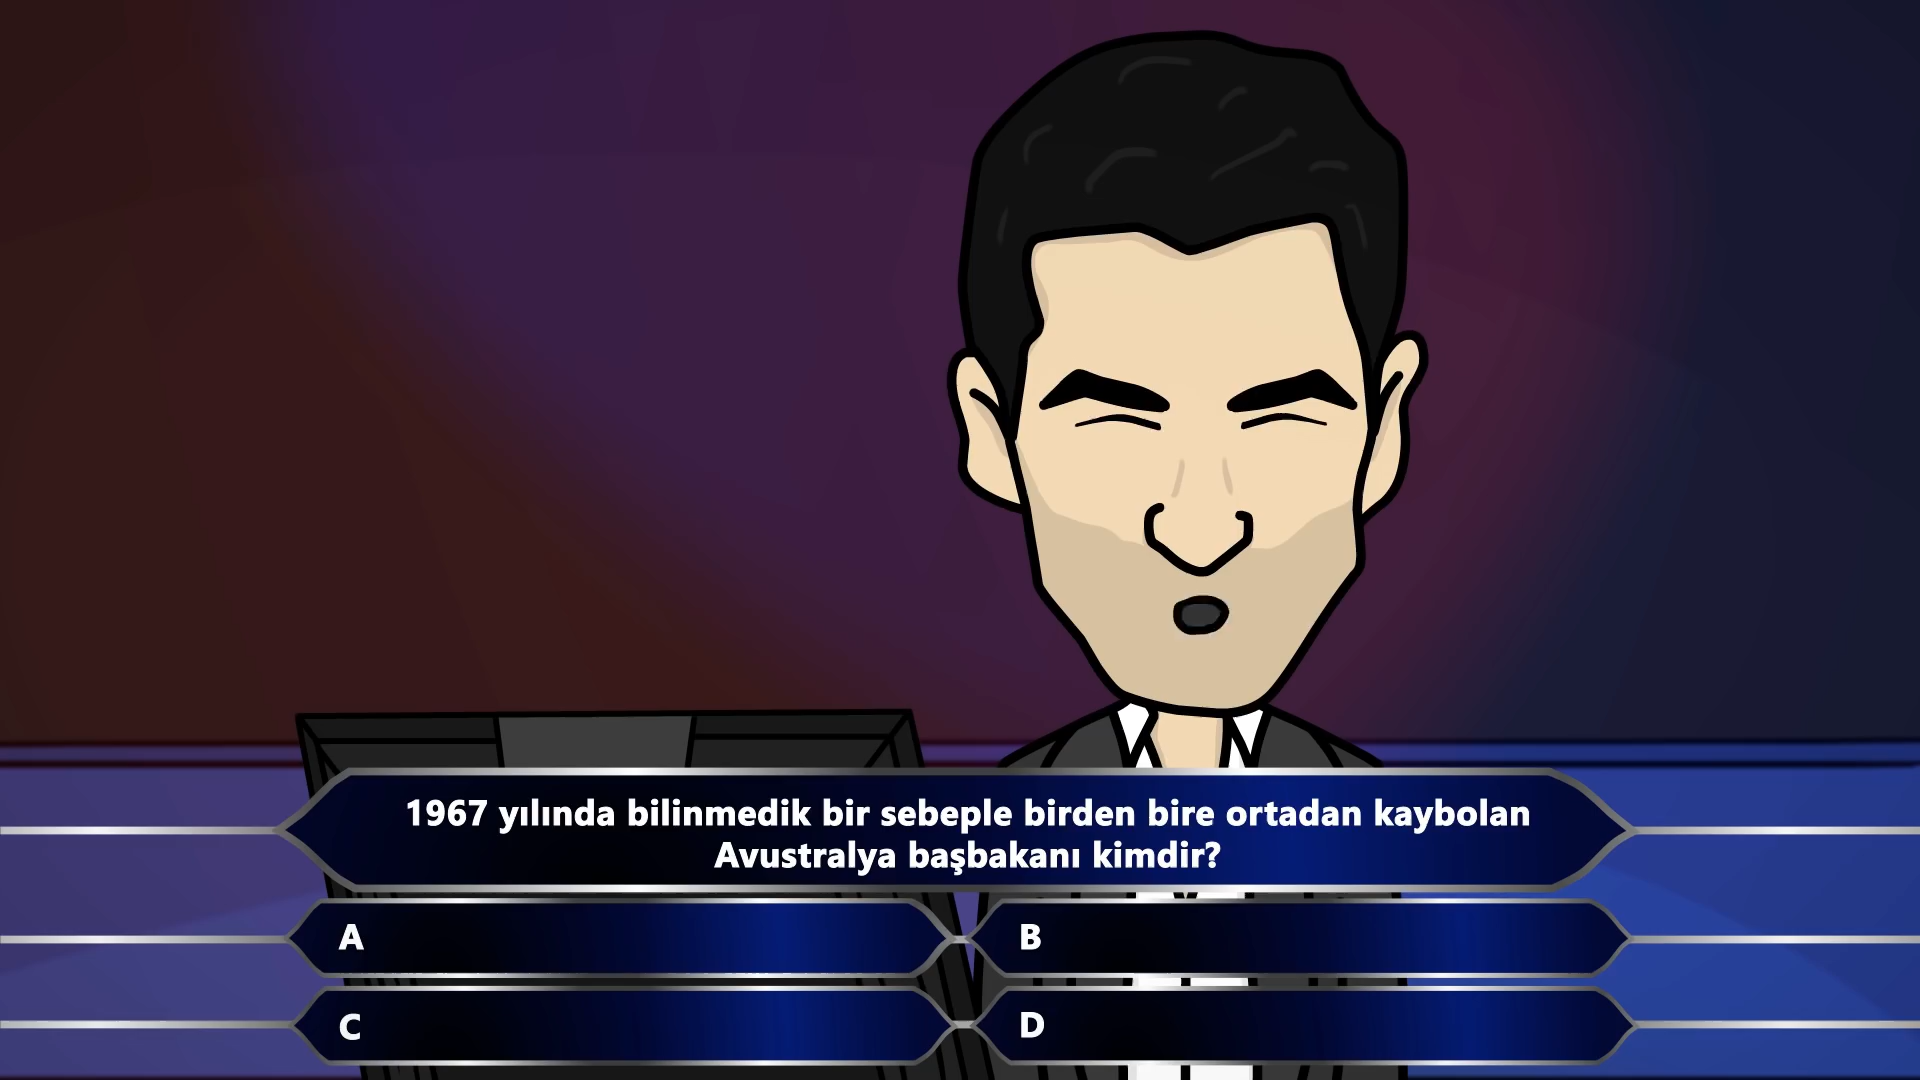 1967 yılında bilinmedik bir sebeple birden bire ortadan kaybolan
Avustralya başbakanı kimdir?
A
B
C
D